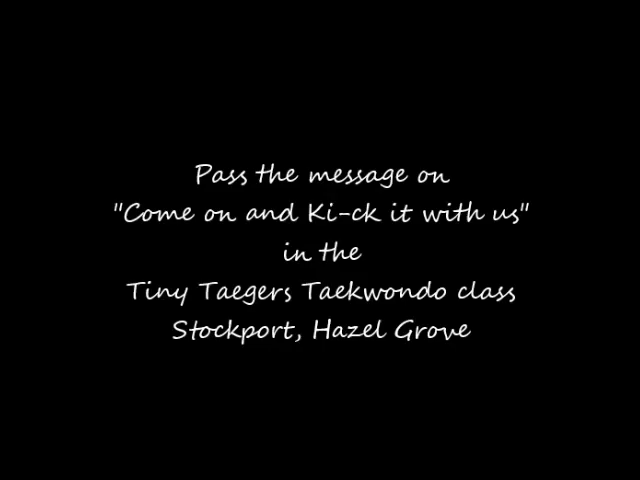 Pass the message on
"Come on and Ki-ck it with us"
in the
Tiny Taegers Taekwondo class
Stockport, Hazel Grove